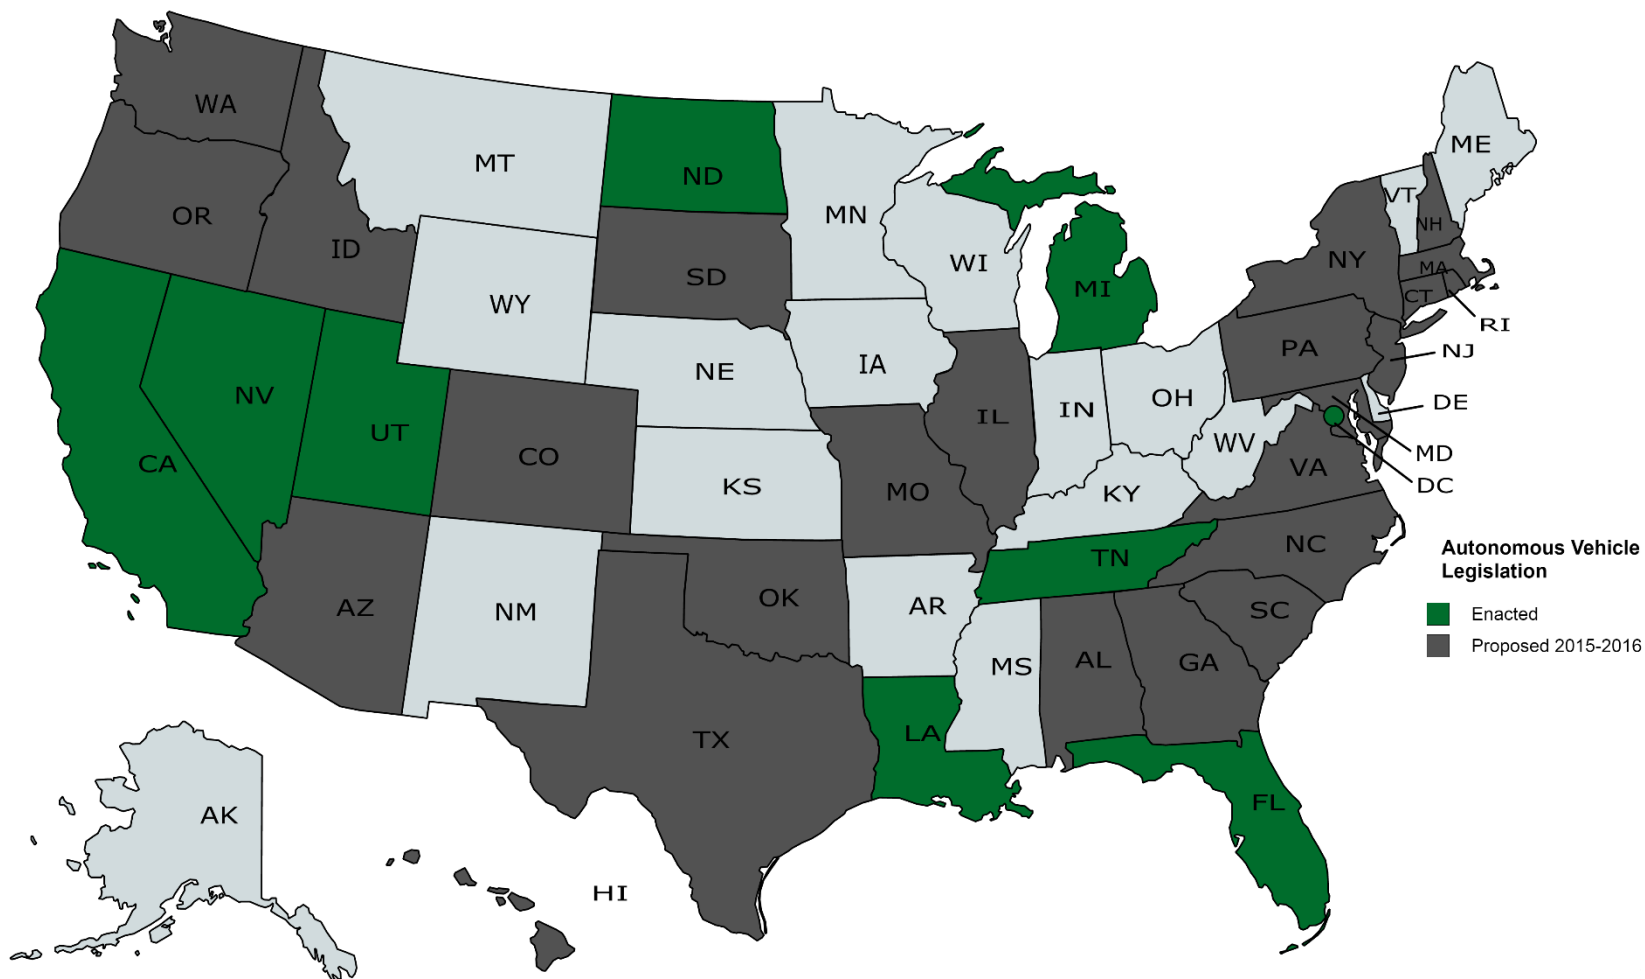 WA
MT
ND
MN
ME
OR
ID
SD
WI
MI
VT
NH
NY
MA
CT
RI
WY
NE
IA
PA
NJ
NV
UT
CO
IL
IN
OH
DE
CA
KS
MO
WV
VA
MD
DC
KY
AZ
NM
OK
AR
TN
NC
SC
Autonomous Vehicle
Legislation
Enacted
Proposed 2015-2016
TX
LA
MS
AL
GA
FL
AK
HI